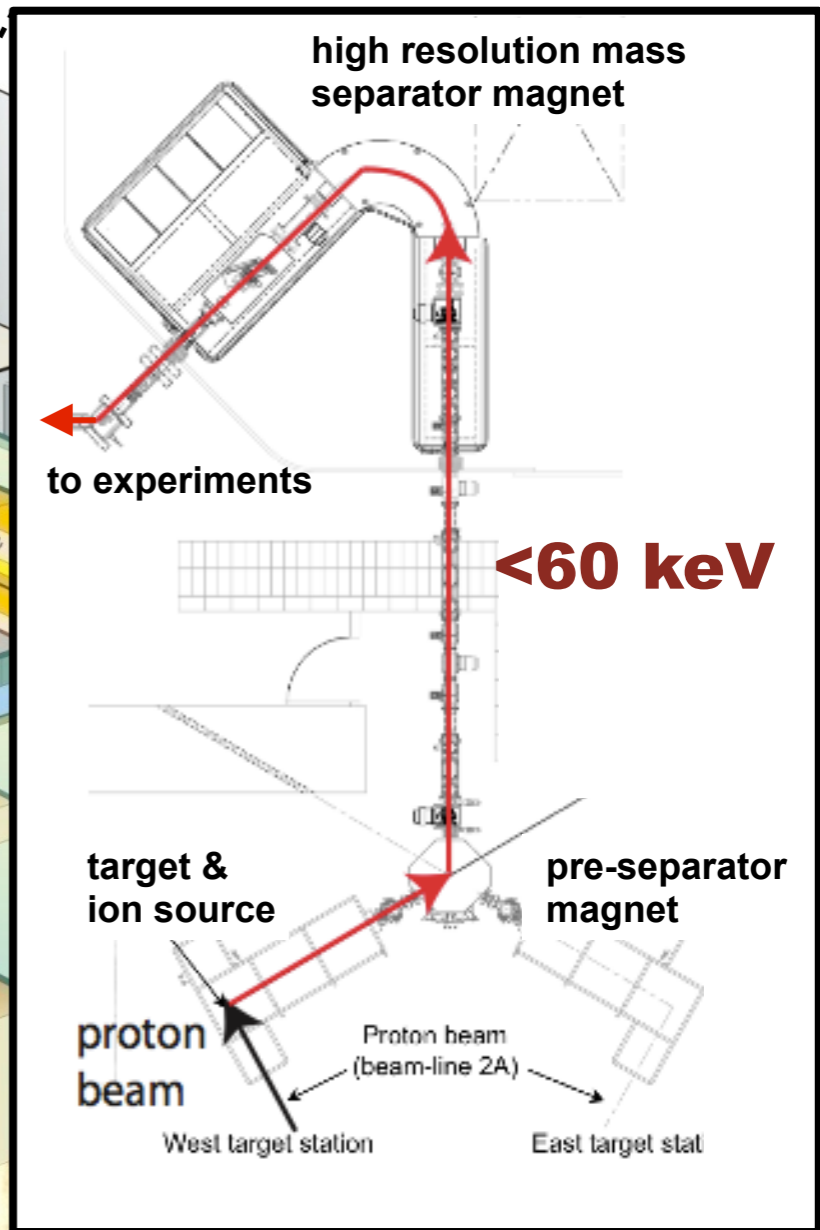 high resolution mass
separator magnet
to experiments
<60 keV
target &
ion source
pre-separator
magnet
proton
beam
Proton beam
(beam-line 2A)
West target station
East target stati